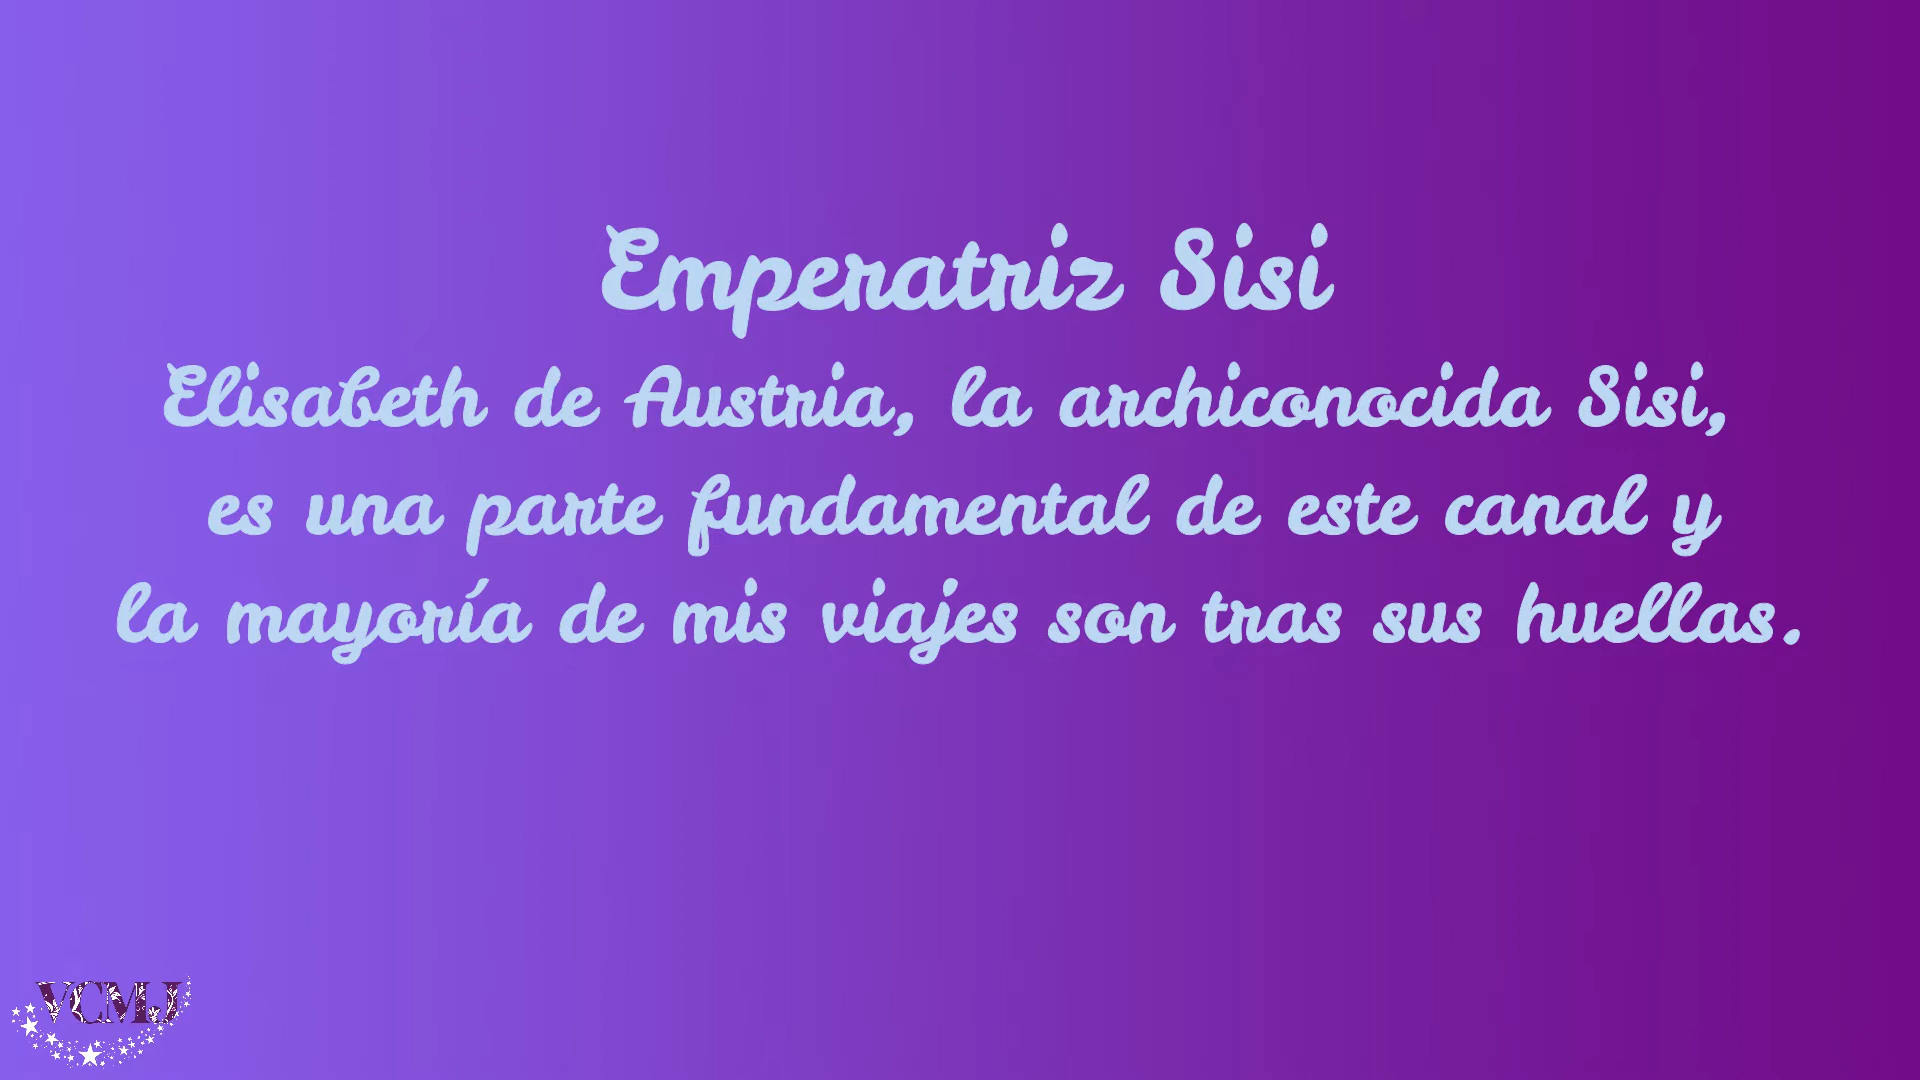 Emperatriz Sisi
Elisabeth de Austria, la archiconocida Sisi,
es una parte fundamental de este canal y
la mayoría de mis viajes son tras sus huellas.
VCMJ